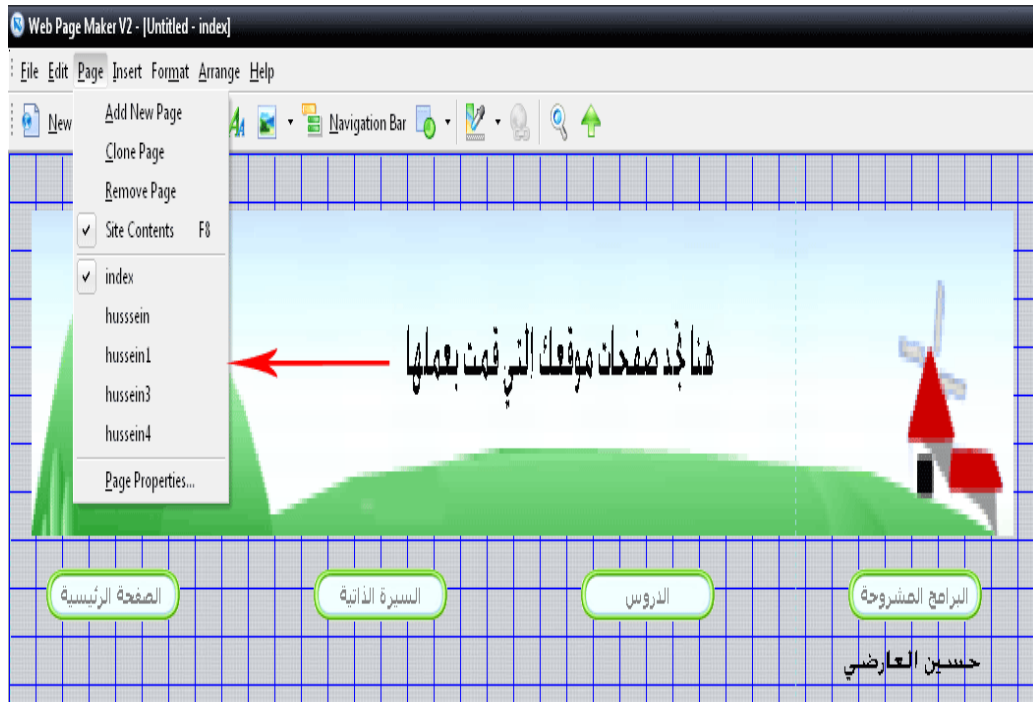 Web Page Maker V2 - [Untitled - index]
File Edit Page Insert Format Arrange Help
New Navigation Bar
Add New Page
Clone Page
Remove Page
Site Contents F8
index
husssein
hussein1
hussein3
hussein4
Page Properties...
هنا تجد صفحات موقعك التي قمت بعملها
البرامج المشروحة
الدروس
السيرة الذاتية
الصفحة الرئيسية
حسين العارضي